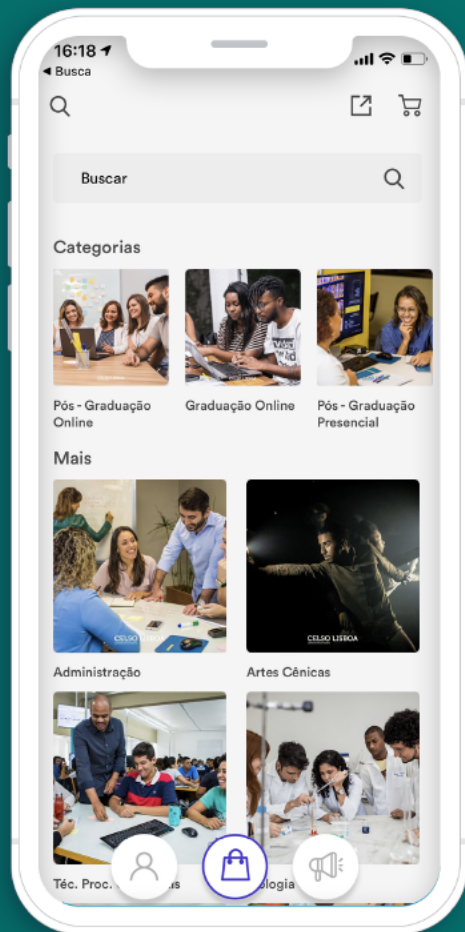 16:18
Busca
Buscar
Categorias
Pós - Graduação
Online
Graduação Online
Pós - Graduação
Presencial
Mais
CELSO LISBOA
CELSO LISBOA
Administração
Artes Cênicas
Téc. Proc.